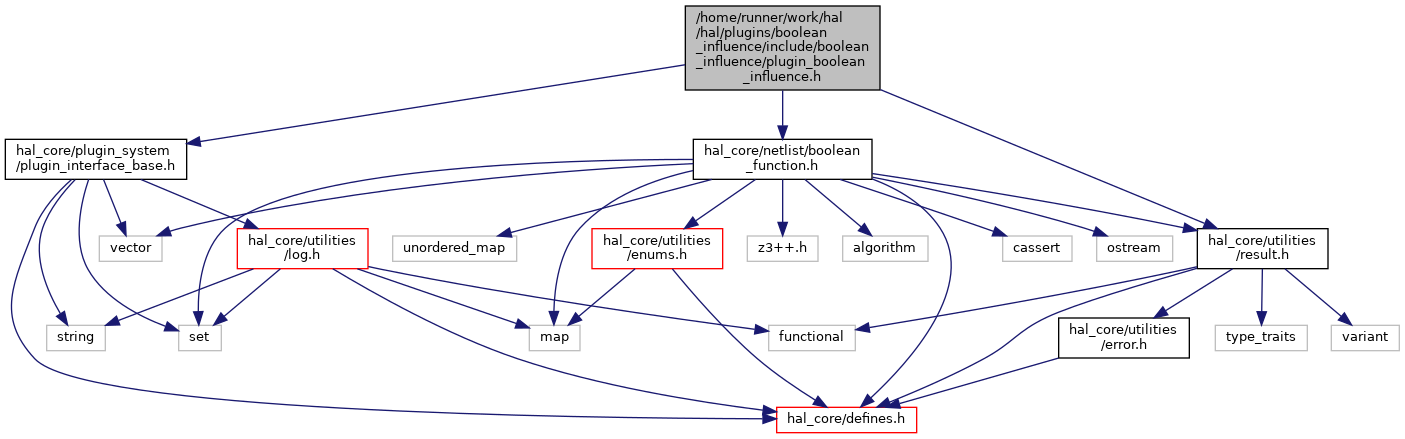 /home/runner/work/hal
/hal/plugins/boolean
_influence/include/boolean
_influence/plugin_boolean
_influence.h
hal_core/plugin_system
/plugin_interface_base.h
hal_core/netlist/boolean
_function.h
vector
hal_core/utilities
/log.h
unordered_map
hal_core/utilities
/enums.h
z3++.h
algorithm
cassert
ostream
hal_core/utilities
/result.h
string
set
map
functional
hal_core/utilities
/error.h
type_traits
variant
hal_core/defines.h